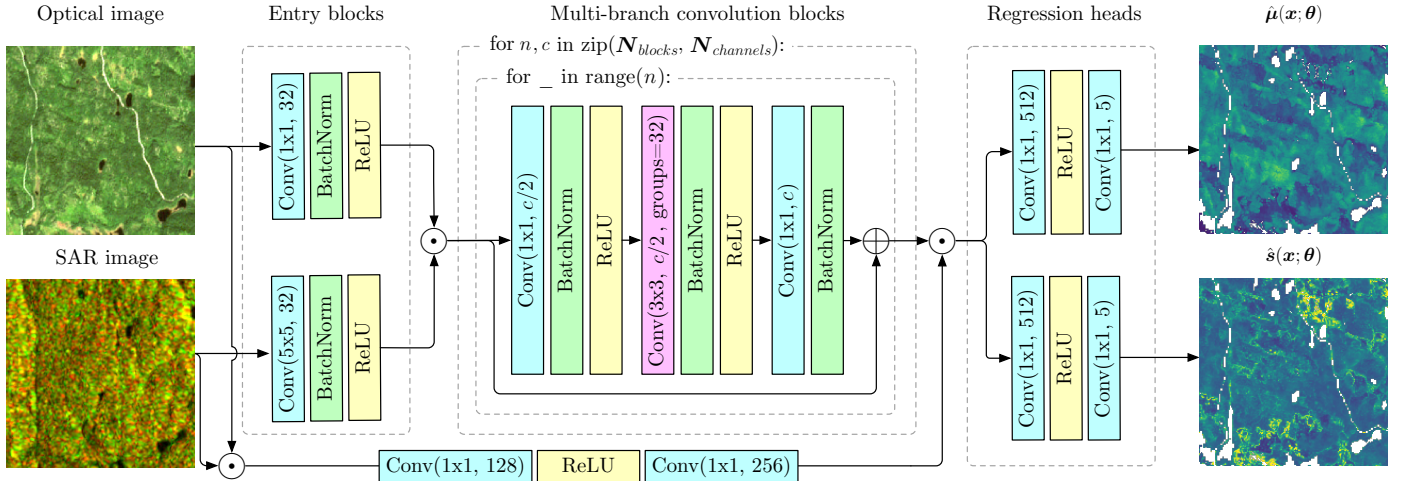 Optical image
Entry blocks
Multi-branch convolution blocks
Regression heads
μ̂(x; θ)
for n, c in zip(N_blocks, N_channels):
for _ in range(n):
Conv(1x1, 32)
BatchNorm
ReLU
Conv(1x1, c/2)
BatchNorm
ReLU
Conv(3x3, c/2, groups=32)
BatchNorm
ReLU
Conv(1x1, c)
BatchNorm
Conv(1x1, 512)
ReLU
Conv(1x1, 5)
SAR image
ŝ(x; θ)
Conv(5x5, 32)
BatchNorm
ReLU
Conv(1x1, 512)
ReLU
Conv(1x1, 5)
Conv(1x1, 128)
ReLU
Conv(1x1, 256)